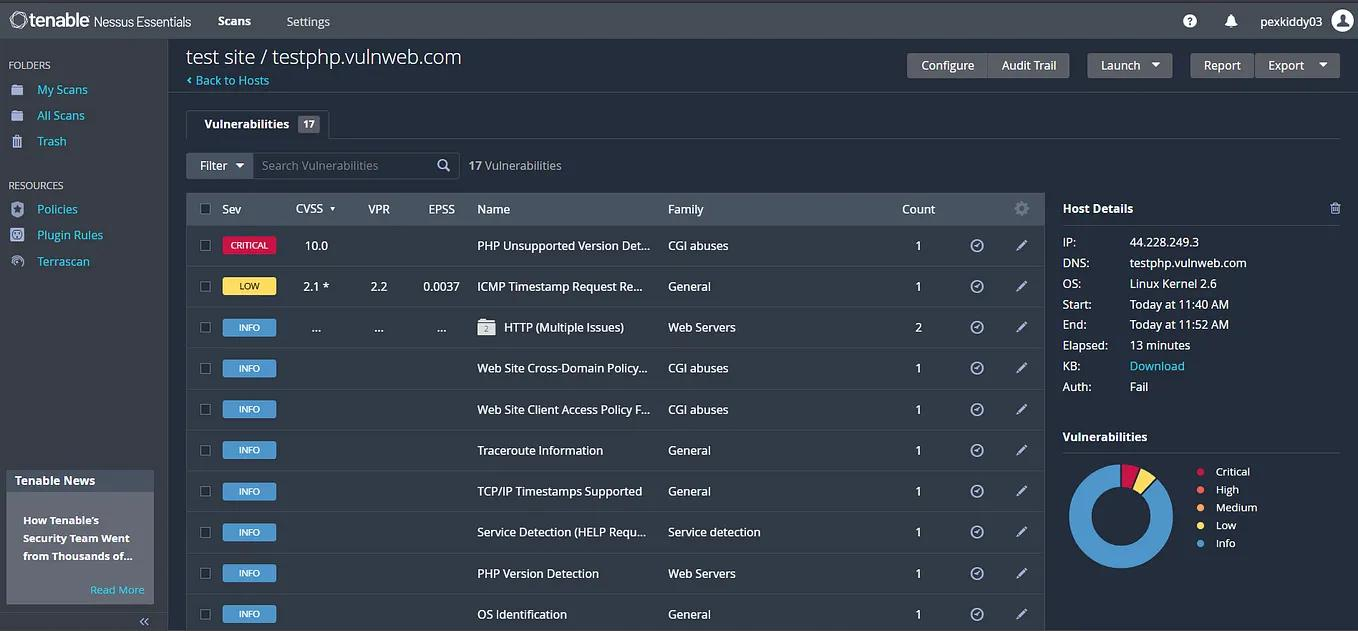 tenable Nessus Essentials Scans Settings ? pexkiddy03
FOLDERS
My Scans
All Scans
Trash
RESOURCES
Policies
Plugin Rules
Terrascan
Tenable News
How Tenable's
Security Team Went
from Thousands of...
Read More
«
test site / testphp.vulnweb.com
‹ Back to Hosts
Configure Audit Trail Launch Report Export
Vulnerabilities 17
Filter Search Vulnerabilities 17 Vulnerabilities
Sev CVSS VPR EPSS Name Family Count
CRITICAL 10.0 PHP Unsupported Version Det... CGI abuses 1
LOW 2.1 * 2.2 0.0037 ICMP Timestamp Request Re... General 1
INFO ... ... ... 2 HTTP (Multiple Issues) Web Servers 2
INFO Web Site Cross-Domain Policy... CGI abuses 1
INFO Web Site Client Access Policy F... CGI abuses 1
INFO Traceroute Information General 1
INFO TCP/IP Timestamps Supported General 1
INFO Service Detection (HELP Requ... Service detection 1
INFO PHP Version Detection Web Servers 1
INFO OS Identification General 1
Host Details
IP: 44.228.249.3
DNS: testphp.vulnweb.com
OS: Linux Kernel 2.6
Start: Today at 11:40 AM
End: Today at 11:52 AM
Elapsed: 13 minutes
KB: Download
Auth: Fail
Vulnerabilities
Critical
High
Medium
Low
Info